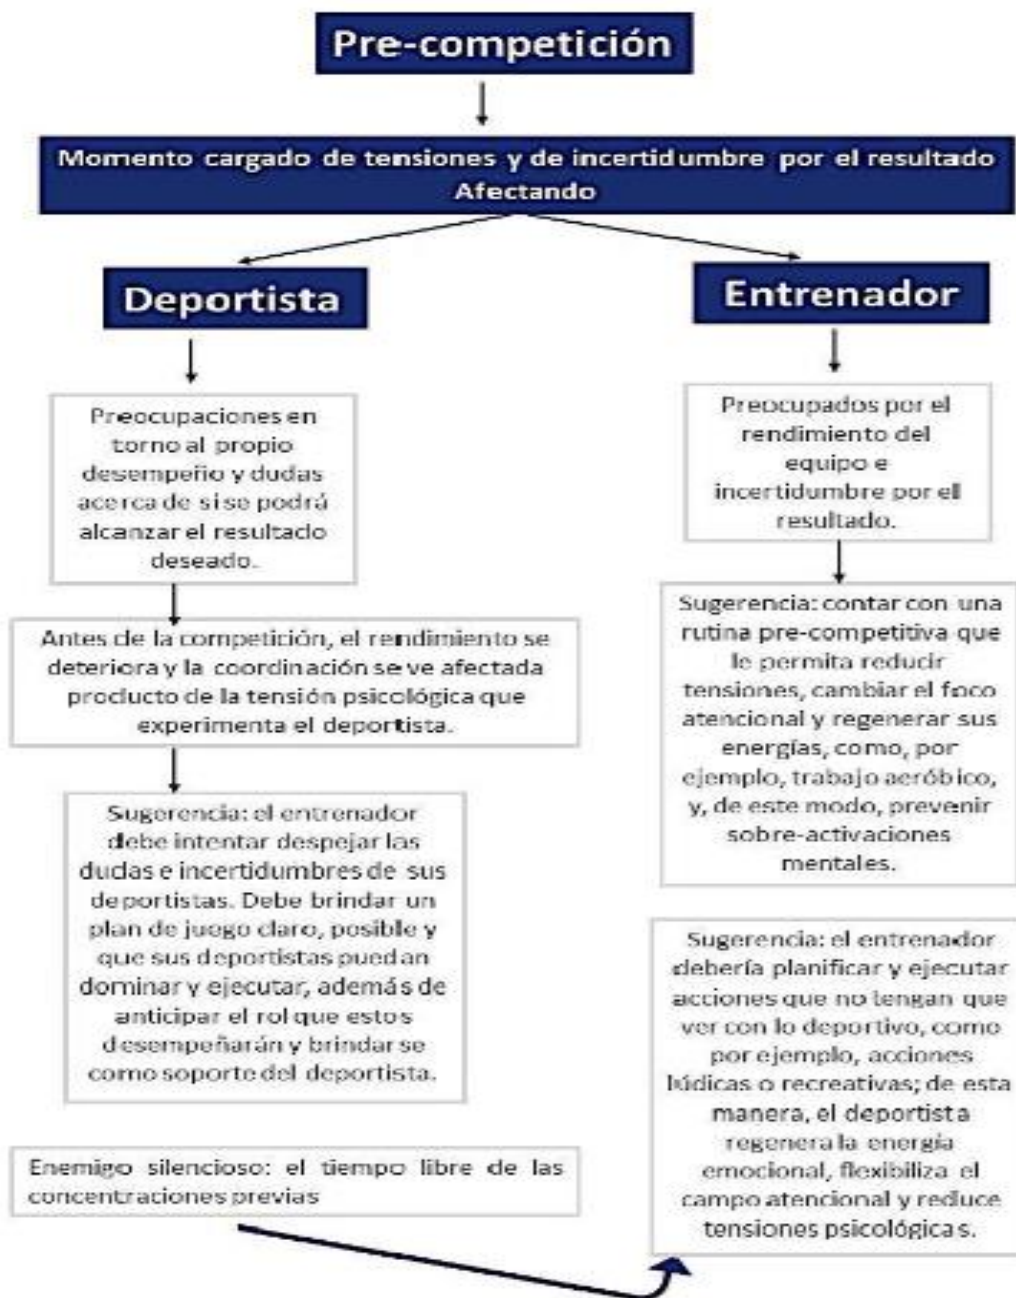 Pre-competición
Momento cargado de tensiones y de incertidumbre por el resultado
Afectando
Deportista
Preocupaciones en
torno al propio
desempeño y dudas
acerca de si se podrá
alcanzar el resultado
deseado.
Antes de la competición, el rendimiento se
deteriora y la coordinación se ve afectada
producto de la tensión psicológica que
experimenta el deportista.
Sugerencia: el entrenador
debe intentar despejar las
dudas e incertidumbres de sus
deportistas. Debe brindar un
plan de juego claro, posible y
que sus deportistas puedan
dominar y ejecutar, además de
anticipar el rol que estos
desempeñarán y brindar se
como soporte del deportista.
Enemigo silencioso: el tiempo libre de las
concentraciones previas
Entrenador
Preocupados por el
rendimiento del
equipo e
incertidumbre por el
resultado.
Sugerencia: contar con una
rutina pre-competitiva que
le permita reducir
tensiones, cambiar el foco
atencional y regenerar sus
energías, como, por
ejemplo, trabajo aeróbico,
y, de este modo, prevenir
sobre-activaciones
mentales.
Sugerencia: el entrenador
debería planificar y ejecutar
acciones que no tengan que
ver con lo deportivo, como
por ejemplo, acciones
lúdicas o recreativas; de esta
manera, el deportista
regenera la energía
emocional, flexibiliza el
campo atencional y reduce
tensiones psicológicas.